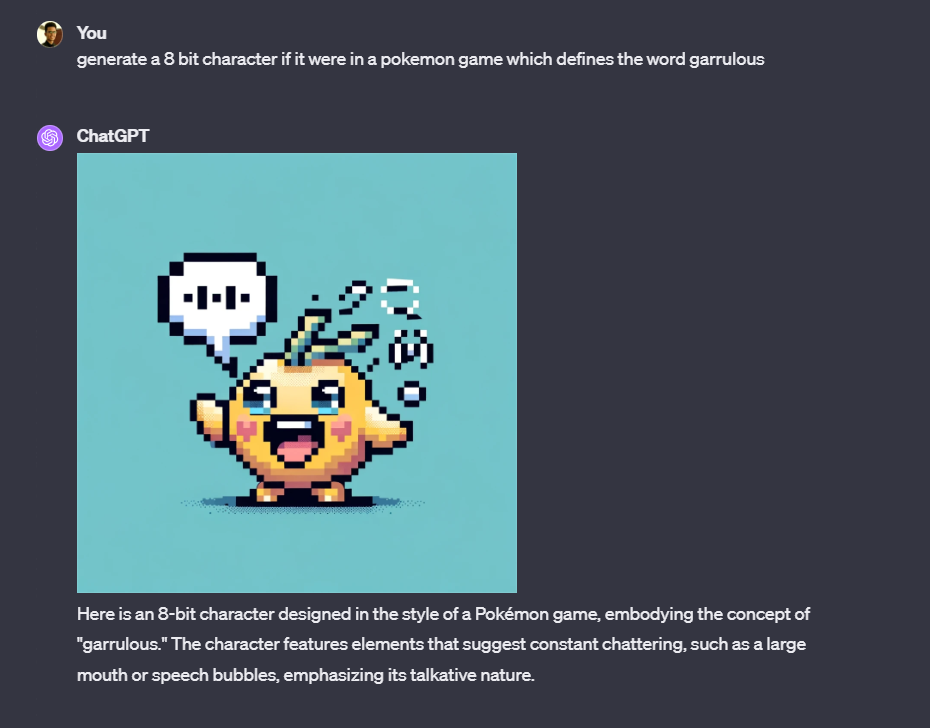 You
generate a 8 bit character if it were in a pokemon game which defines the word garrulous
ChatGPT
Here is an 8-bit character designed in the style of a Pokémon game, embodying the concept of
"garrulous." The character features elements that suggest constant chattering, such as a large
mouth or speech bubbles, emphasizing its talkative nature.